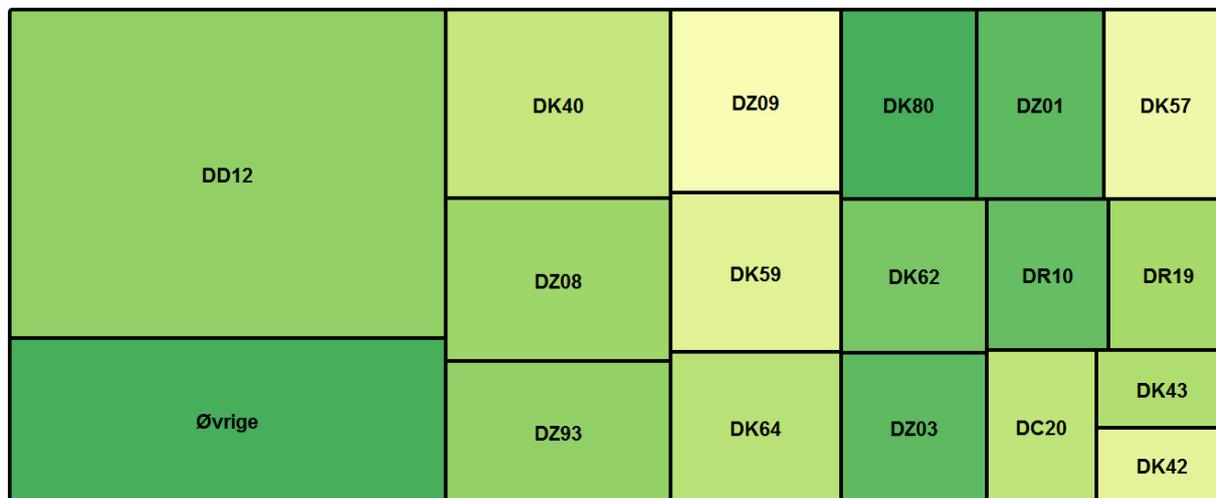 DD12
Øvrige
DK40
DZ08
DZ93
DZ09
DK59
DK64
DK80
DZ01
DK57
DK62
DR10
DR19
DZ03
DC20
DK43
DK42